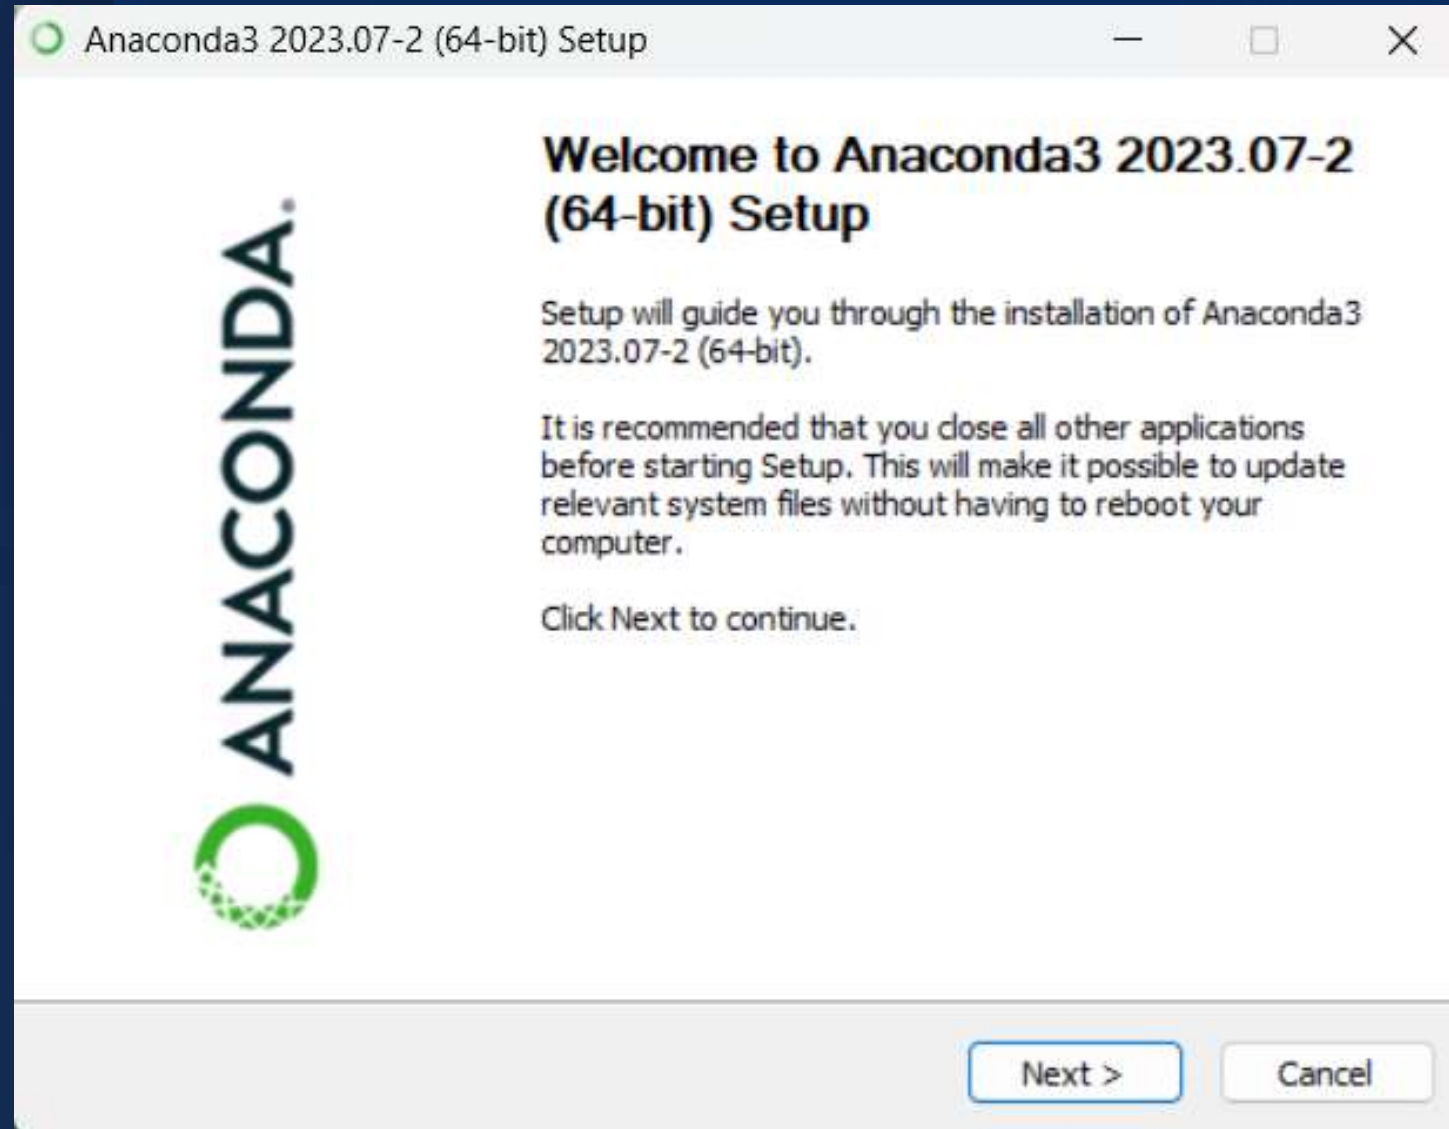 Anaconda3 2023.07-2 (64-bit) Setup
ANACONDA.
Welcome to Anaconda3 2023.07-2
(64-bit) Setup
Setup will guide you through the installation of Anaconda3
2023.07-2 (64-bit).
It is recommended that you close all other applications
before starting Setup. This will make it possible to update
relevant system files without having to reboot your
computer.
Click Next to continue.
Next >
Cancel